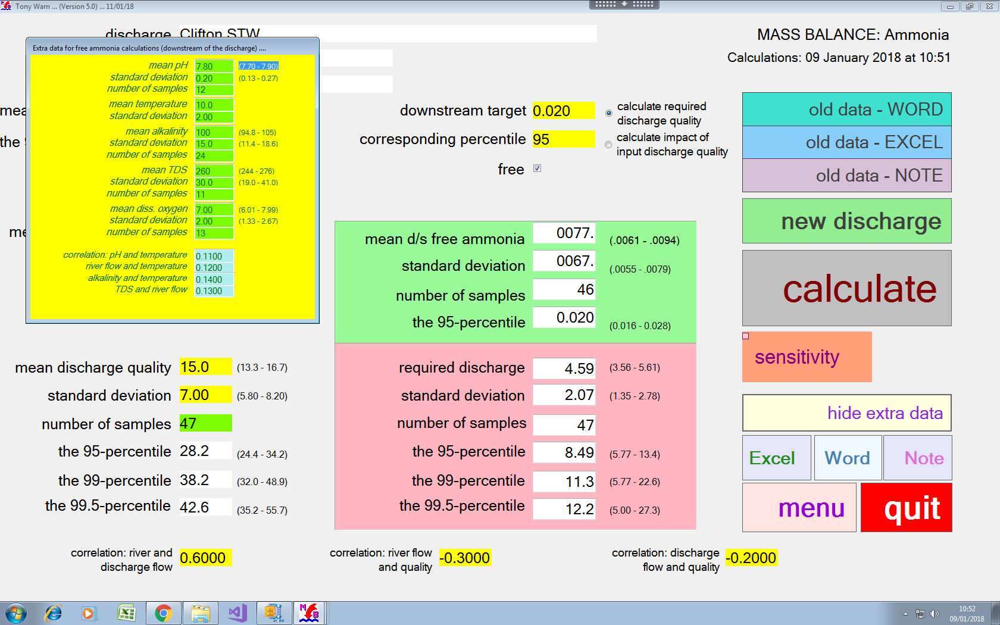 Tony Warn ... (Version 5.0) ... 11/01/18
discharge Clifton STW
MASS BALANCE: Ammonia
Calculations: 09 January 2018 at 10:51
Extra data for free ammonia calculations (downstream of the discharge) ....
mean pH 7.80 (7.70 - 7.90)
standard deviation 0.20 (0.13 - 0.27)
number of samples 12
mean temperature 10.0
standard deviation 2.00
mean alkalinity 100 (94.8 - 105)
standard deviation 15.0 (11.4 - 18.6)
number of samples 24
mean TDS 260 (244 - 276)
standard deviation 30.0 (19.0 - 41.0)
number of samples 11
mean diss. oxygen 7.00 (6.01 - 7.99)
standard deviation 2.00 (1.33 - 2.67)
number of samples 13
correlation: pH and temperature 0.1100
river flow and temperature 0.1200
alkalinity and temperature 0.1400
TDS and river flow 0.1300
mea
the 9
me
downstream target 0.020
corresponding percentile 95
free
calculate required
discharge quality
calculate impact of
input discharge quality
mean d/s free ammonia 0077. (.0061 - .0094)
standard deviation 0067. (.0055 - .0079)
number of samples 46
the 95-percentile 0.020 (0.016 - 0.028)
mean discharge quality 15.0 (13.3 - 16.7)
standard deviation 7.00 (5.80 - 8.20)
number of samples 47
the 95-percentile 28.2 (24.4 - 34.2)
the 99-percentile 38.2 (32.0 - 48.9)
the 99.5-percentile 42.6 (35.2 - 55.7)
required discharge 4.59 (3.56 - 5.61)
standard deviation 2.07 (1.35 - 2.78)
number of samples 47
the 95-percentile 8.49 (5.77 - 13.4)
the 99-percentile 11.3 (5.77 - 22.6)
the 99.5-percentile 12.2 (5.00 - 27.3)
old data - WORD
old data - EXCEL
old data - NOTE
new discharge
calculate
sensitivity
hide extra data
Excel
Word
Note
menu
quit
correlation: river and
discharge flow 0.6000
correlation: river flow
and quality -0.3000
correlation: discharge
flow and quality -0.2000
M
B
10:52
09/01/2018